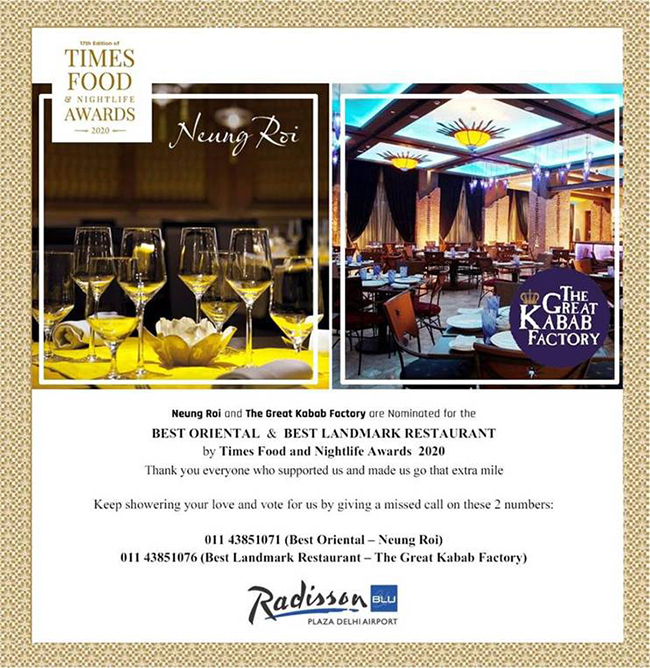 17th Edition of
TIMES
FOOD
& NIGHTLIFE
AWARDS
2020
Neung Roi
THE
GREAT
KABAB
FACTORY
Neung Roi and The Great Kabab Factory are Nominated for the
BEST ORIENTAL & BEST LANDMARK RESTAURANT
by Times Food and Nightlife Awards 2020
Thank you everyone who supported us and made us go that extra mile
Keep showering your love and vote for us by giving a missed call on these 2 numbers:
011 43851071 (Best Oriental – Neung Roi)
011 43851076 (Best Landmark Restaurant – The Great Kabab Factory)
Radisson BLU
PLAZA DELHI AIRPORT